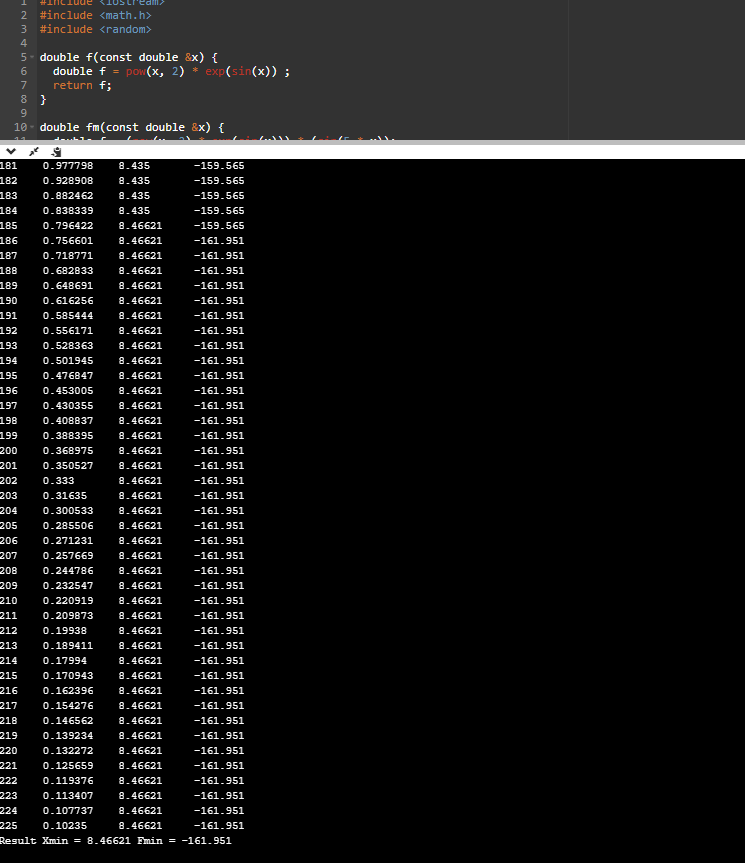 1 #include <iostream>
2 #include <math.h>
3 #include <random>
4
5 double f(const double &x) {
6 double f = pow(x, 2) * exp(sin(x)) ;
7 return f;
8 }
9
10 double fm(const double &x) {
181 0.977798 8.435 -159.565
182 0.928908 8.435 -159.565
183 0.882462 8.435 -159.565
184 0.838339 8.435 -159.565
185 0.796422 8.46621 -159.565
186 0.756601 8.46621 -161.951
187 0.718771 8.46621 -161.951
188 0.682833 8.46621 -161.951
189 0.648691 8.46621 -161.951
190 0.616256 8.46621 -161.951
191 0.585444 8.46621 -161.951
192 0.556171 8.46621 -161.951
193 0.528363 8.46621 -161.951
194 0.501945 8.46621 -161.951
195 0.476847 8.46621 -161.951
196 0.453005 8.46621 -161.951
197 0.430355 8.46621 -161.951
198 0.408837 8.46621 -161.951
199 0.388395 8.46621 -161.951
200 0.368975 8.46621 -161.951
201 0.350527 8.46621 -161.951
202 0.333 8.46621 -161.951
203 0.31635 8.46621 -161.951
204 0.300533 8.46621 -161.951
205 0.285506 8.46621 -161.951
206 0.271231 8.46621 -161.951
207 0.257669 8.46621 -161.951
208 0.244786 8.46621 -161.951
209 0.232547 8.46621 -161.951
210 0.220919 8.46621 -161.951
211 0.209873 8.46621 -161.951
212 0.19938 8.46621 -161.951
213 0.189411 8.46621 -161.951
214 0.17994 8.46621 -161.951
215 0.170943 8.46621 -161.951
216 0.162396 8.46621 -161.951
217 0.154276 8.46621 -161.951
218 0.146562 8.46621 -161.951
219 0.139234 8.46621 -161.951
220 0.132272 8.46621 -161.951
221 0.125659 8.46621 -161.951
222 0.119376 8.46621 -161.951
223 0.113407 8.46621 -161.951
224 0.107737 8.46621 -161.951
225 0.10235 8.46621 -161.951
Result Xmin = 8.46621 Fmin = -161.951